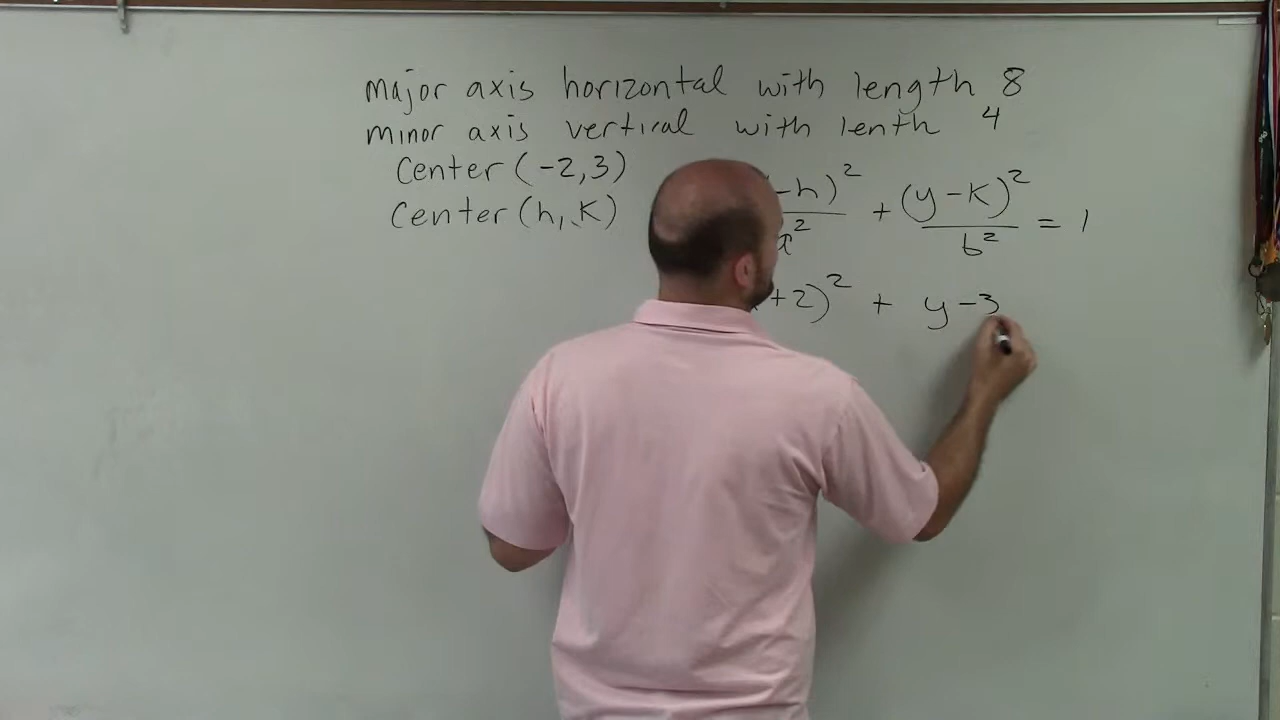 major axis horizontal with length 8
minor axis vertical with lenth 4
Center (-2,3)
Center (h, K)
-h)² / a² + (y-K)² / b² = 1
+2)² + y-3